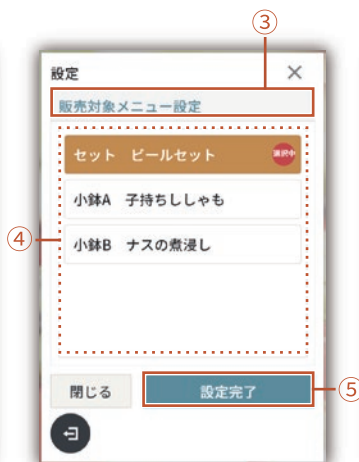 ③
設定 ×
販売対象メニュー設定
セット ビールセット 選択中
小鉢A 子持ちししゃも
④ 小鉢B ナスの煮浸し
閉じる 設定完了 ⑤